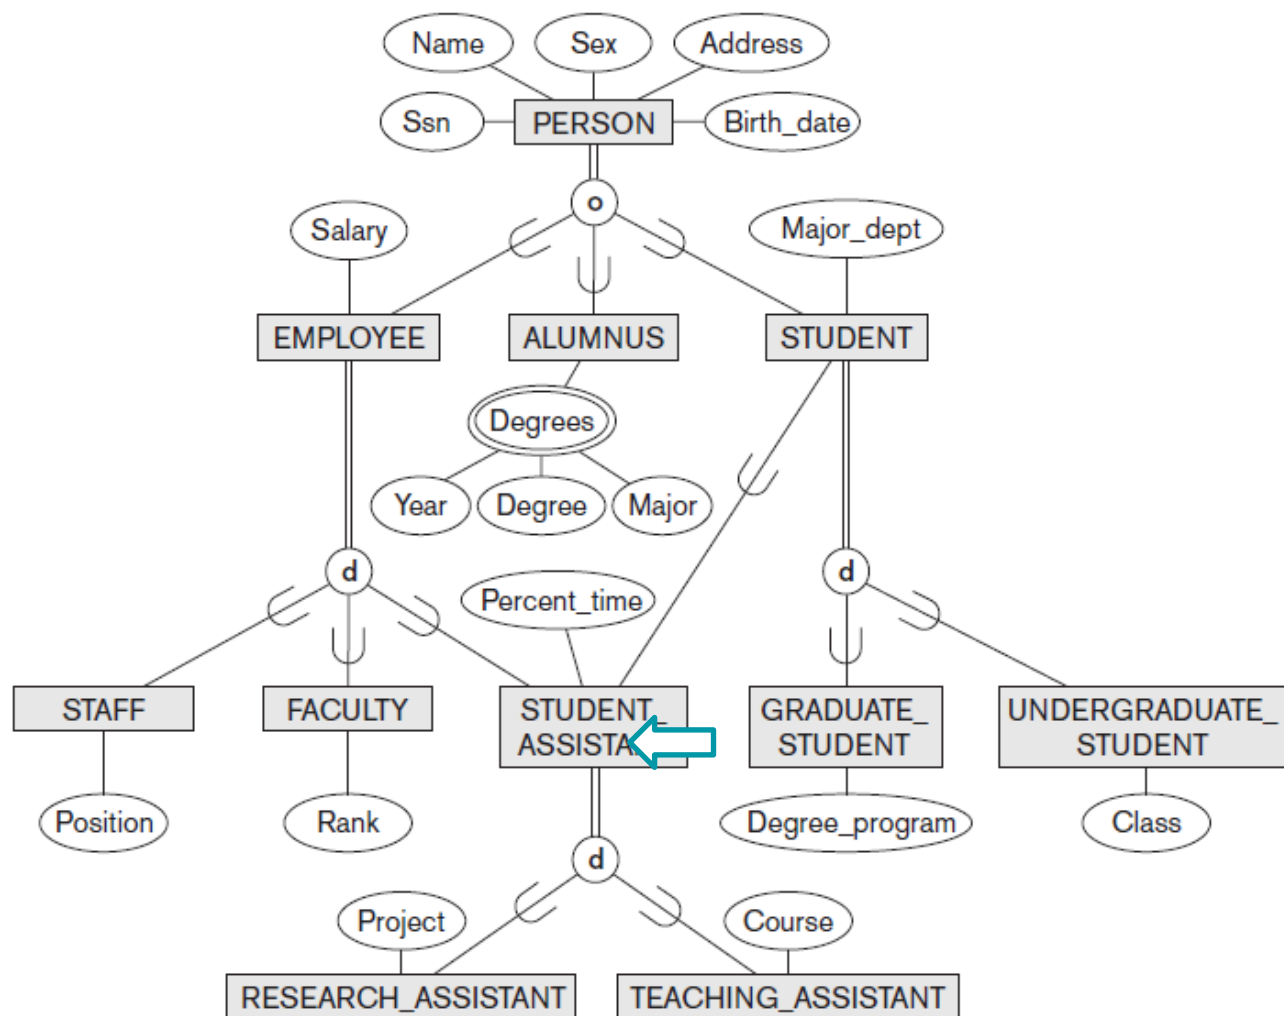 Name
Sex
Address
Ssn
PERSON
Birth_date
o
Salary
Major_dept
EMPLOYEE
ALUMNUS
STUDENT
Degrees
Year
Degree
Major
d
d
Percent_time
STAFF
FACULTY
STUDENT_
GRADUATE_
STUDENT
UNDERGRADUATE_
STUDENT
Position
Rank
Degree_program
Class
d
Project
Course
RESEARCH_ASSISTANT
TEACHING_ASSISTANT